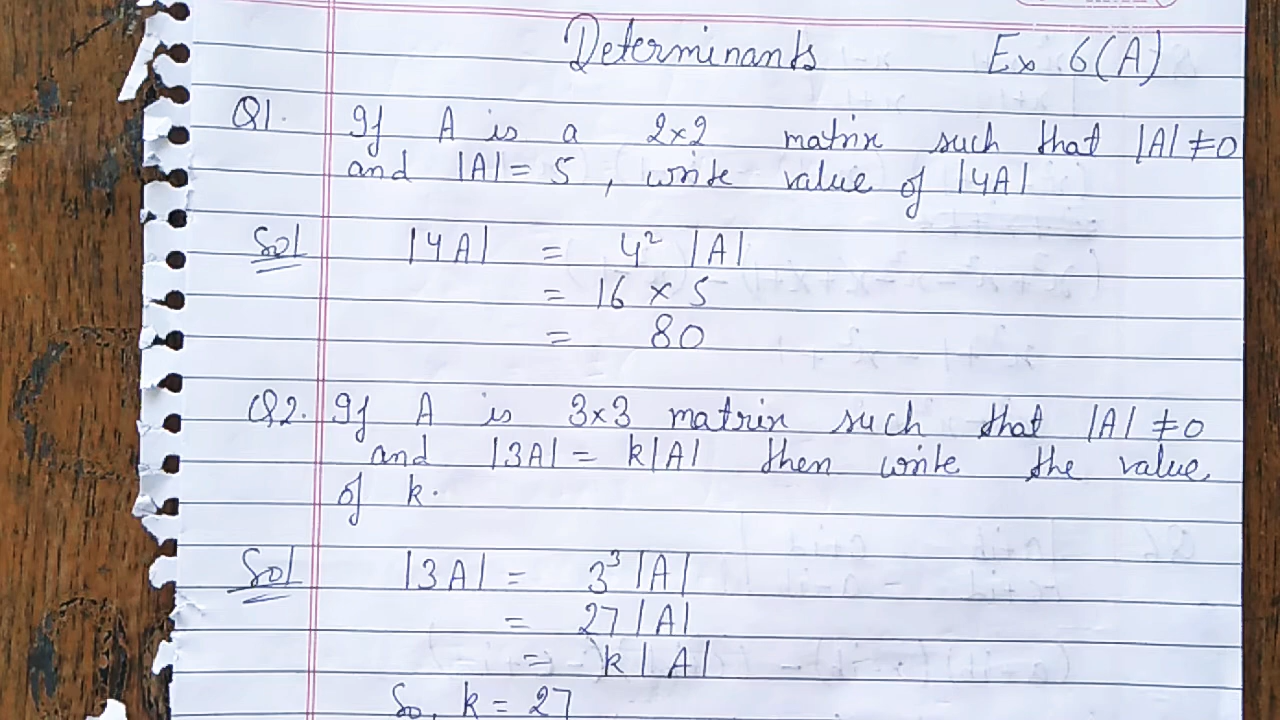 Determinants Ex. 6(A)
Q1. If A is a 2×2 matrix such that |A| ≠ 0
and |A| = 5, write value of |4A|
Sol |4A| = 4² |A|
= 16 × 5
= 80
Q2. If A is 3×3 matrix such that |A| ≠ 0
and |3A| = k|A| then write the value
of k.
Sol |3A| = 3³ |A|
= 27 |A|
= k |A|
So, k = 27